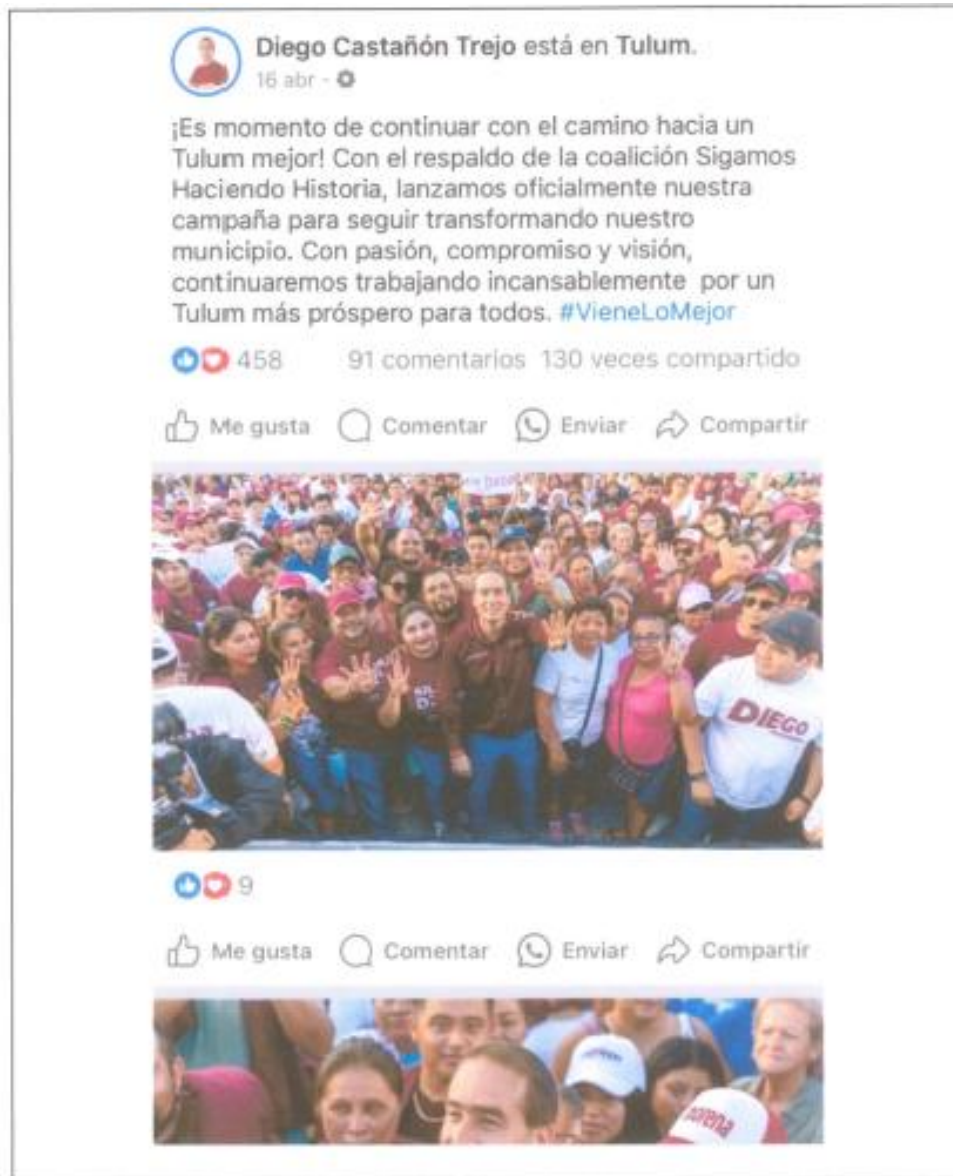 Diego Castañón Trejo está en Tulum.
16 abr -
¡Es momento de continuar con el camino hacia un
Tulum mejor! Con el respaldo de la coalición Sigamos
Haciendo Historia, lanzamos oficialmente nuestra
campaña para seguir transformando nuestro
municipio. Con pasión, compromiso y visión,
continuaremos trabajando incansablemente por un
Tulum más próspero para todos. #VieneLoMejor
458 91 comentarios 130 veces compartido
Me gusta Comentar Enviar Compartir
DIEGO
9
Me gusta Comentar Enviar Compartir
morena